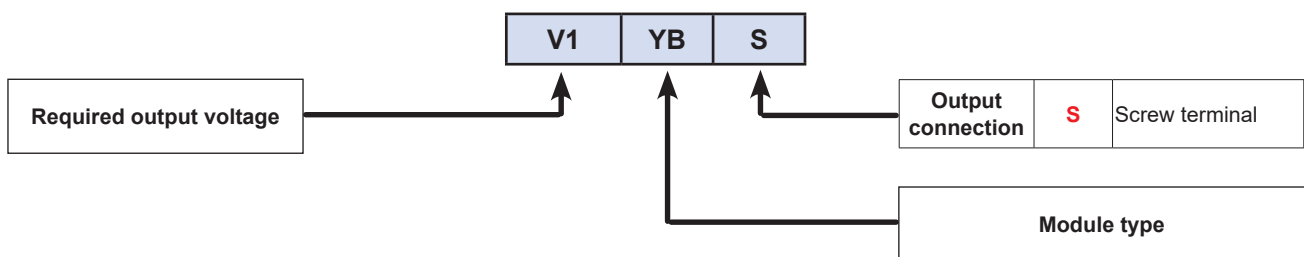 V1 YB S
Required output voltage
Output connection S Screw terminal
Module type